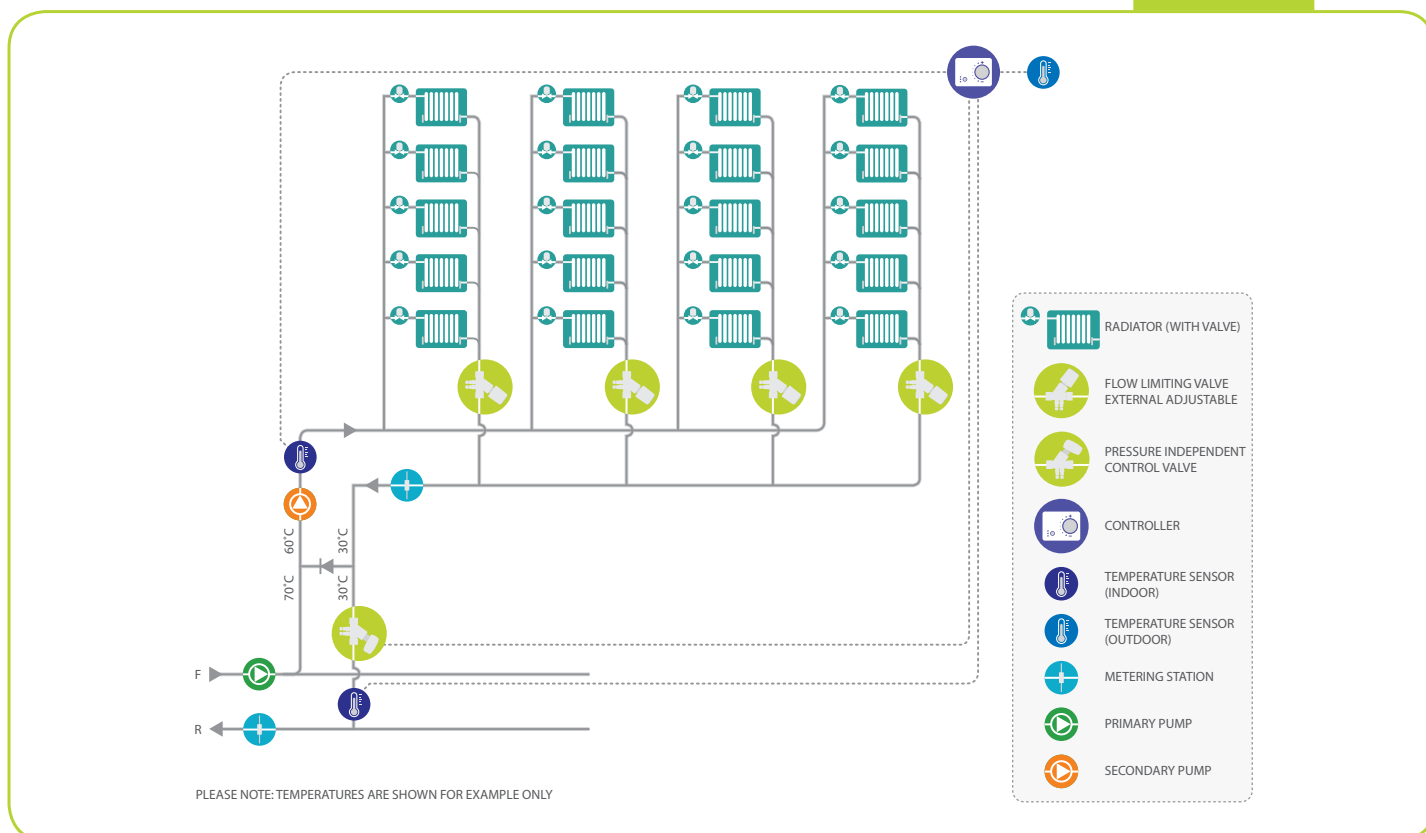 60˚C
30˚C
70˚C
30˚C
F
R
PLEASE NOTE: TEMPERATURES ARE SHOWN FOR EXAMPLE ONLY
RADIATOR (WITH VALVE)
FLOW LIMITING VALVE
EXTERNAL ADJUSTABLE
PRESSURE INDEPENDENT
CONTROL VALVE
CONTROLLER
TEMPERATURE SENSOR
(INDOOR)
TEMPERATURE SENSOR
(OUTDOOR)
METERING STATION
PRIMARY PUMP
SECONDARY PUMP